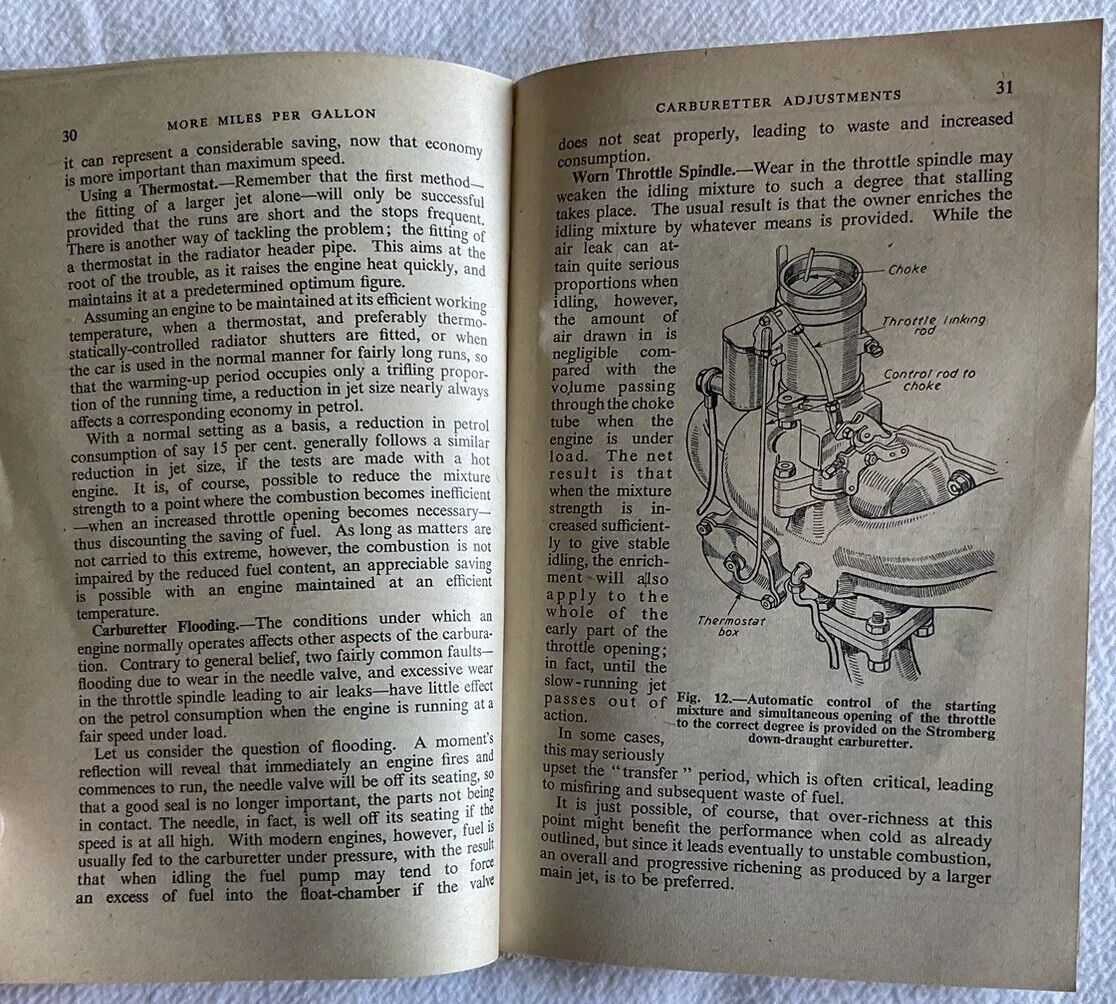 30
MORE MILES PER GALLON
it can represent a considerable saving, now that economy
is more important than maximum speed.
Using a Thermostat.—Remember that the first method—
the fitting of a larger jet alone—will only be successful
provided that the runs are short and the stops frequent.
There is another way of tackling the problem; the fitting of
a thermostat in the radiator header pipe. This aims at the
root of the trouble, as it raises the engine heat quickly, and
maintains it at a predetermined optimum figure.
Assuming an engine to be maintained at its efficient working
temperature, when a thermostat, and preferably thermo-
statically-controlled radiator shutters are fitted, or when
the car is used in the normal manner for fairly long runs, so
that the warming-up period occupies only a trifling propor-
tion of the running time, a reduction in jet size nearly always
affects a corresponding economy in petrol.
With a normal setting as a basis, a reduction in petrol
consumption of say 15 per cent. generally follows a similar
reduction in jet size, if the tests are made with a hot
engine. It is, of course, possible to reduce the mixture
strength to a point where the combustion becomes inefficient
—when an increased throttle opening becomes necessary—
thus discounting the saving of fuel. As long as matters are
not carried to this extreme, however, the combustion is not
impaired by the reduced fuel content, an appreciable saving
is possible with an engine maintained at an efficient
temperature.
Carburetter Flooding.—The conditions under which an
engine normally operates affects other aspects of the carbura-
tion. Contrary to general belief, two fairly common faults—
flooding due to wear in the needle valve, and excessive wear
in the throttle spindle leading to air leaks—have little effect
on the petrol consumption when the engine is running at a
fair speed under load.
Let us consider the question of flooding. A moment's
reflection will reveal that immediately an engine fires and
commences to run, the needle valve will be off its seating, so
that a good seal is no longer important, the parts not being
in contact. The needle, in fact, is well off its seating if the
speed is at all high. With modern engines, however, fuel is
usually fed to the carburetter under pressure, with the result
that when idling the fuel pump may tend to force
an excess of fuel into the float-chamber if the valve
CARBURETTER ADJUSTMENTS
31
does not seat properly, leading to waste and increased
consumption.
Worn Throttle Spindle.—Wear in the throttle spindle may
weaken the idling mixture to such a degree that stalling
takes place. The usual result is that the owner enriches the
idling mixture by whatever means is provided. While the
air leak can at-
tain quite serious
proportions when
idling, however,
the amount of
air drawn in is
negligible com-
pared with the
volume passing
through the choke
tube when the
engine is under
load. The net
result is that
when the mixture
strength is in-
creased sufficient-
ly to give stable
idling, the enrich-
ment will also
apply to the
whole of the
early part of the
throttle opening;
in fact, until the
slow-running jet
passes out of
action.
In some cases,
this may seriously
Choke
Throttle linking
rod
Control rod to
choke
Thermostat
box
Fig. 12.—Automatic control of the starting
mixture and simultaneous opening of the throttle
to the correct degree is provided on the Stromberg
down-draught carburetter.
upset the "transfer" period, which is often critical, leading
to misfiring and subsequent waste of fuel.
It is just possible, of course, that over-richness at this
point might benefit the performance when cold as already
outlined, but since it leads eventually to unstable combustion,
an overall and progressive richening as produced by a larger
main jet, is to be preferred.